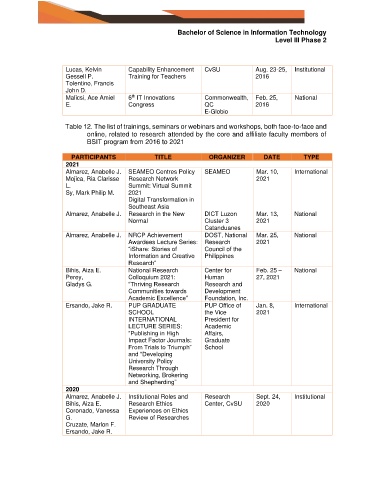 Bachelor of Science in Information Technology
Level III Phase 2
Lucas, Kelvin Capability Enhancement CvSU Aug. 23-25, Institutional
Gessell P. Training for Teachers 2016
Tolentino, Francis
John D.
Malicsi, Ace Amiel 6th IT Innovations Commonwealth, Feb. 25, National
E. Congress QC 2016
E-Globio
Table 12. The list of trainings, seminars or webinars and workshops, both face-to-face and
online, related to research attended by the core and affiliate faculty members of
BSIT program from 2016 to 2021
PARTICIPANTS TITLE ORGANIZER DATE TYPE
2021
Almarez, Anabelle J. SEAMEO Centres Policy SEAMEO Mar. 10, International
Mojica, Ria Clarisse Research Network 2021
L. Summit: Virtual Summit
Sy, Mark Philip M. 2021
Digital Transformation in
Southeast Asia
Almarez, Anabelle J. Research in the New DICT Luzon Mar. 13, National
Normal Cluster 3 2021
Catanduanes
Almarez, Anabelle J. NRCP Achievement DOST, National Mar. 25, National
Awardees Lecture Series: Research 2021
"iShare: Stories of Council of the
Information and Creative Philippines
Research"
Bihis, Aiza E. National Research Center for Feb. 25 – National
Perey, Colloquium 2021: Human 27, 2021
Gladys G. "Thriving Research Research and
Communities towards Development
Academic Excellence" Foundation, Inc.
Ersando, Jake R. PUP GRADUATE PUP Office of Jan. 8, International
SCHOOL the Vice 2021
INTERNATIONAL President for
LECTURE SERIES: Academic
"Publishing in High Affairs,
Impact Factor Journals: Graduate
From Trials to Triumph" School
and "Developing
University Policy
Research Through
Networking, Brokering
and Shepherding"
2020
Almarez, Anabelle J. Institutional Roles and Research Sept. 24, Institutional
Bihis, Aiza E. Research Ethics Center, CvSU 2020
Coronado, Vanessa Experiences on Ethics
G. Review of Researches
Cruzate, Marlon F.
Ersando, Jake R.